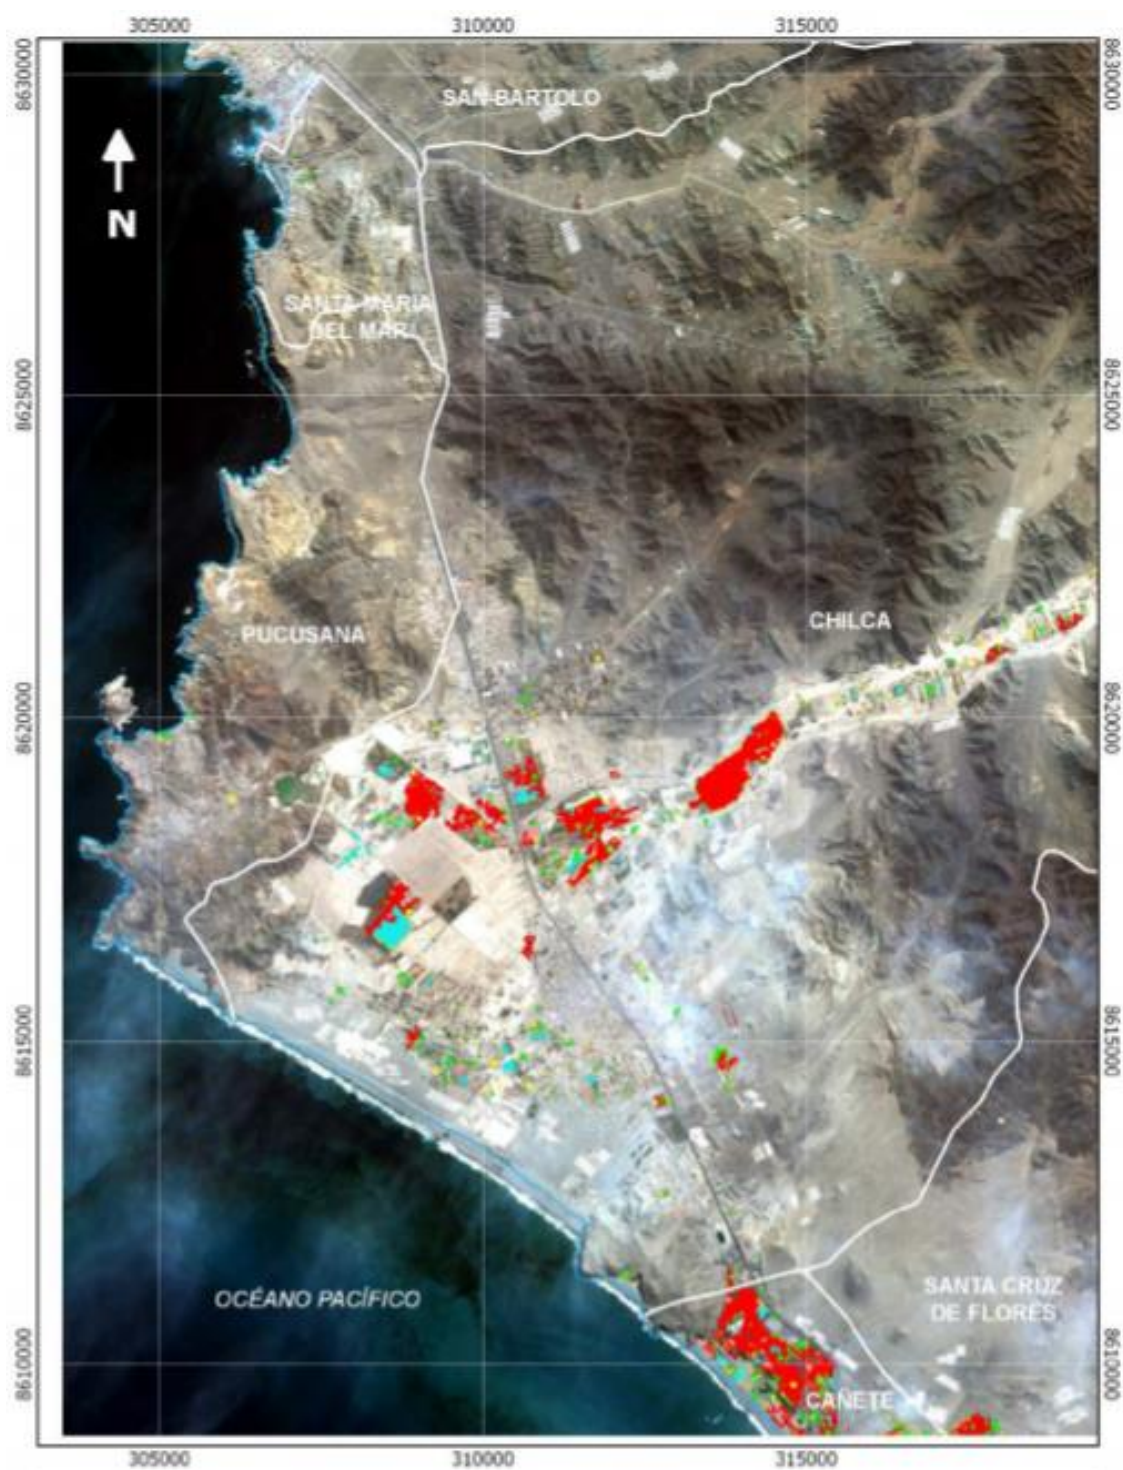 305000 310000 315000
8630000
8630000
SAN-BARTOLO
N
SANTA MARIA
DEL MAR
8625000
8625000
CHILCA
PUCUSANA
8620000
8620000
8615000
8615000
SANTA CRUZ
DE FLORES
OCÉANO PACÍFICO
8610000
8610000
CAÑETE
305000 310000 315000